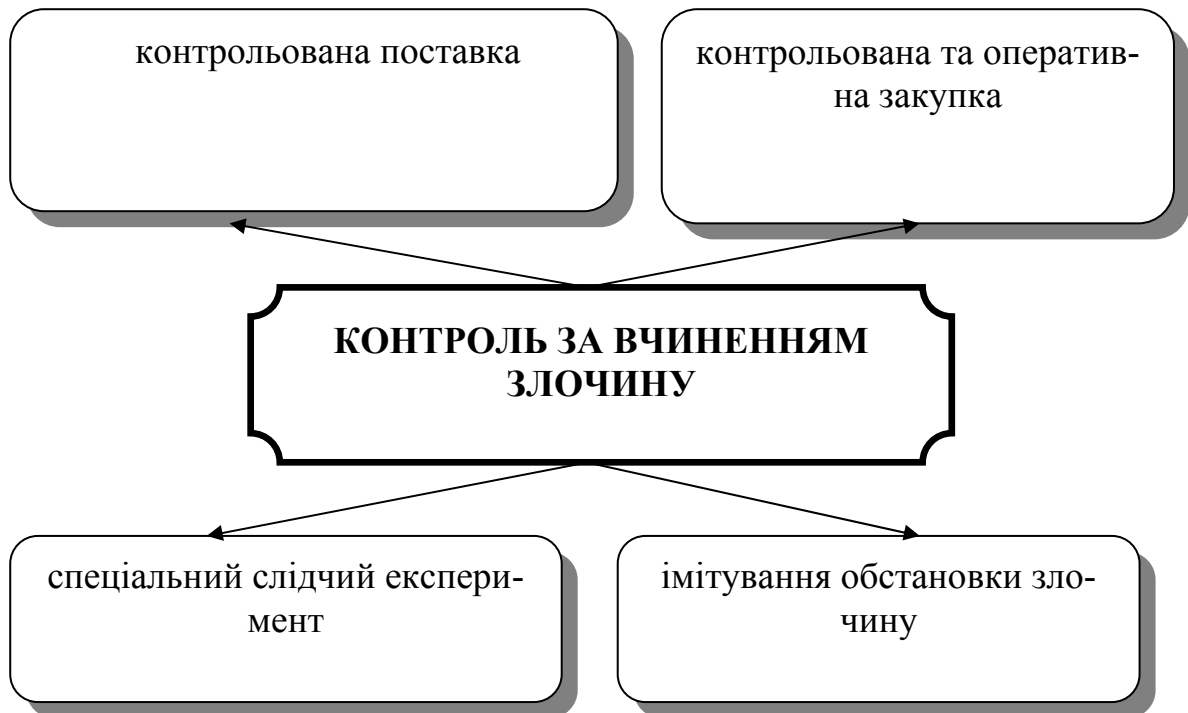 контрольована поставка
контрольована та оператив-
на закупка
КОНТРОЛЬ ЗА ВЧИНЕННЯМ
ЗЛОЧИНУ
спеціальний слідчий експери-
мент
імітування обстановки зло-
чину